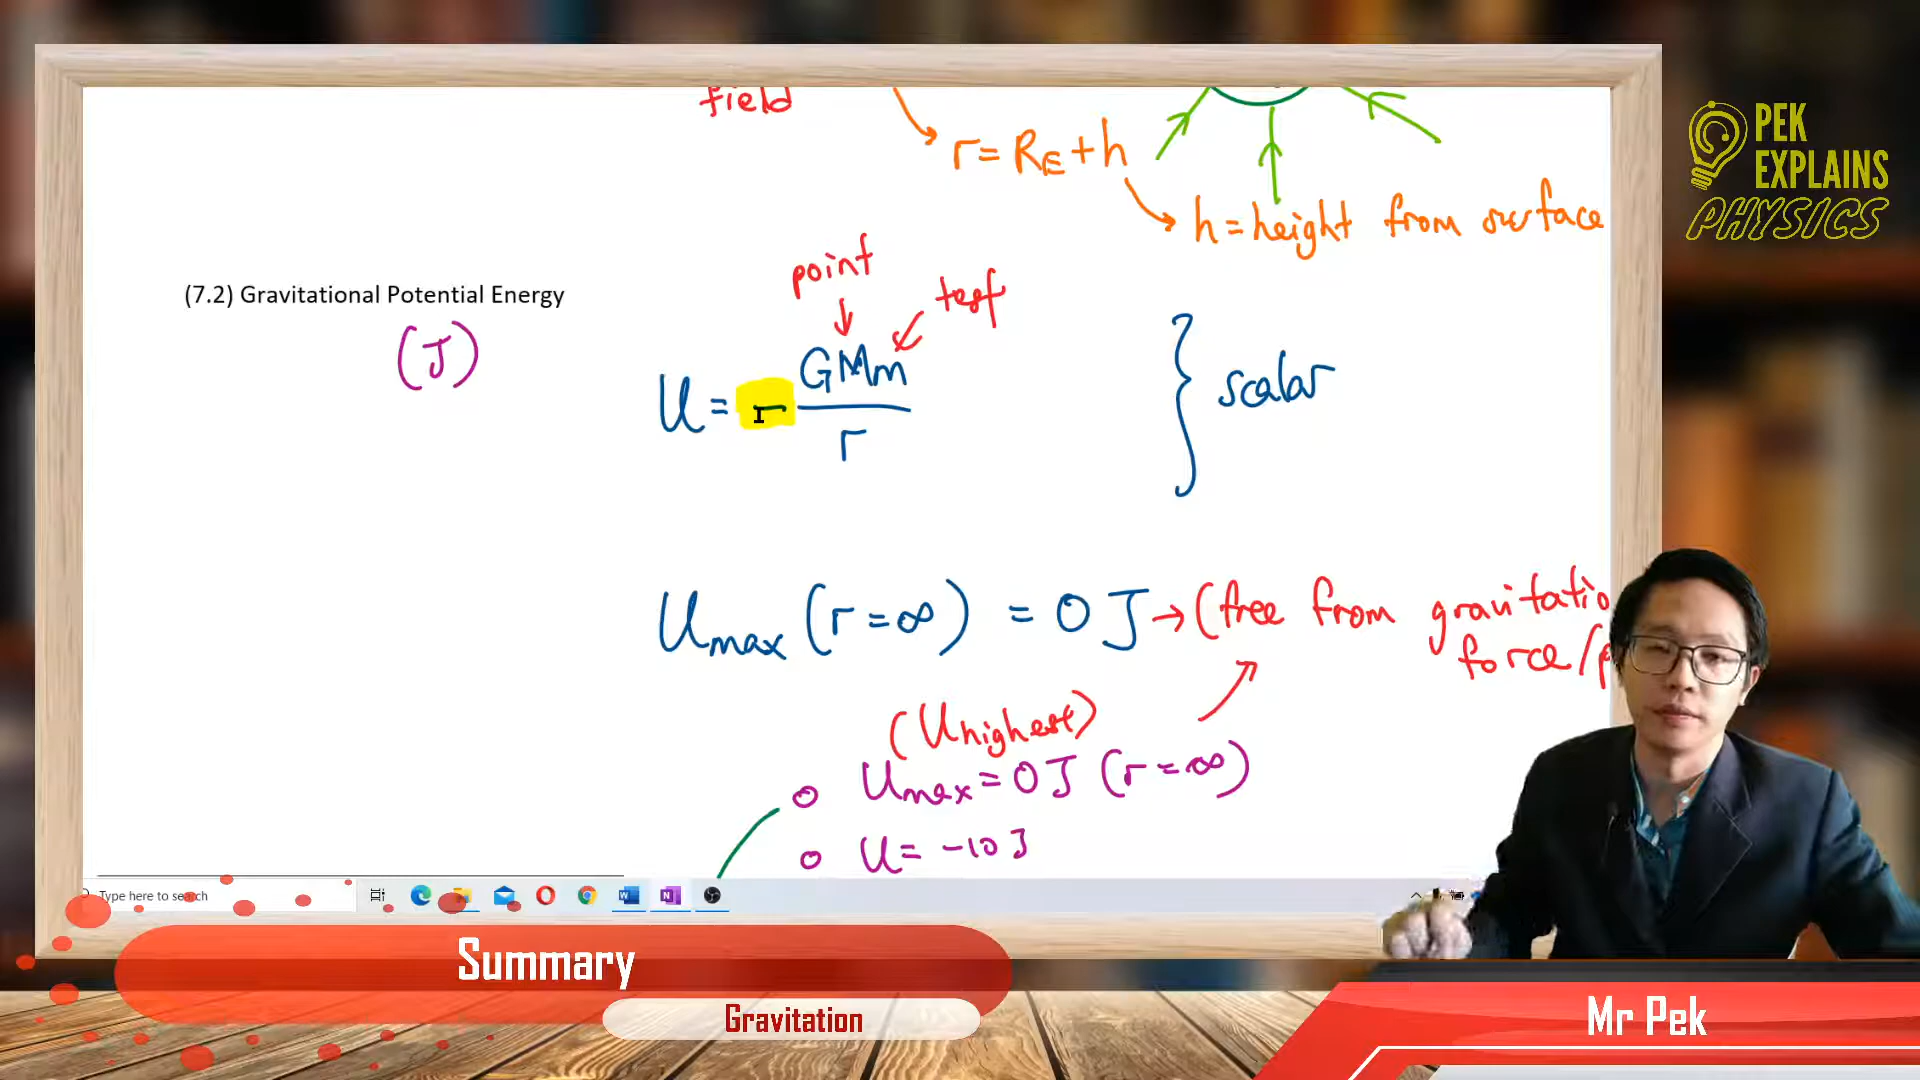 field
r = RE + h
h = height from surface
PEK
EXPLAINS
PHYSICS
point
test
(7.2) Gravitational Potential Energy
(J)
U = - GMm
r
} scalar
Umax (r = ∞) = 0 J → (free from gravitatio
force/p
(Uhighest)
o Umax = 0 J (r = ∞)
o U = -10 J
Type here to search
Summary
Gravitation
Mr Pek